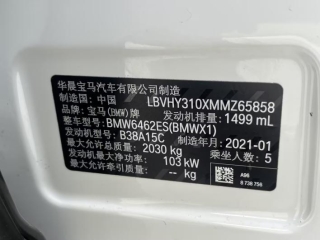 华晨宝马汽车有限公司制造
制造国：中国 LBVHY310XMMZ65858
品牌：宝马(BMW)牌 发动机排量：1499 mL
整车型号：BMW6462ES(BMWX1)
发动机型号：B38A15C 制造年月：2021-01
最大允许总质量：2030 kg 乘坐人数：5
发动机最大净功率：103 kW
最大设计装载质量：-- kg
A96
8 738 756